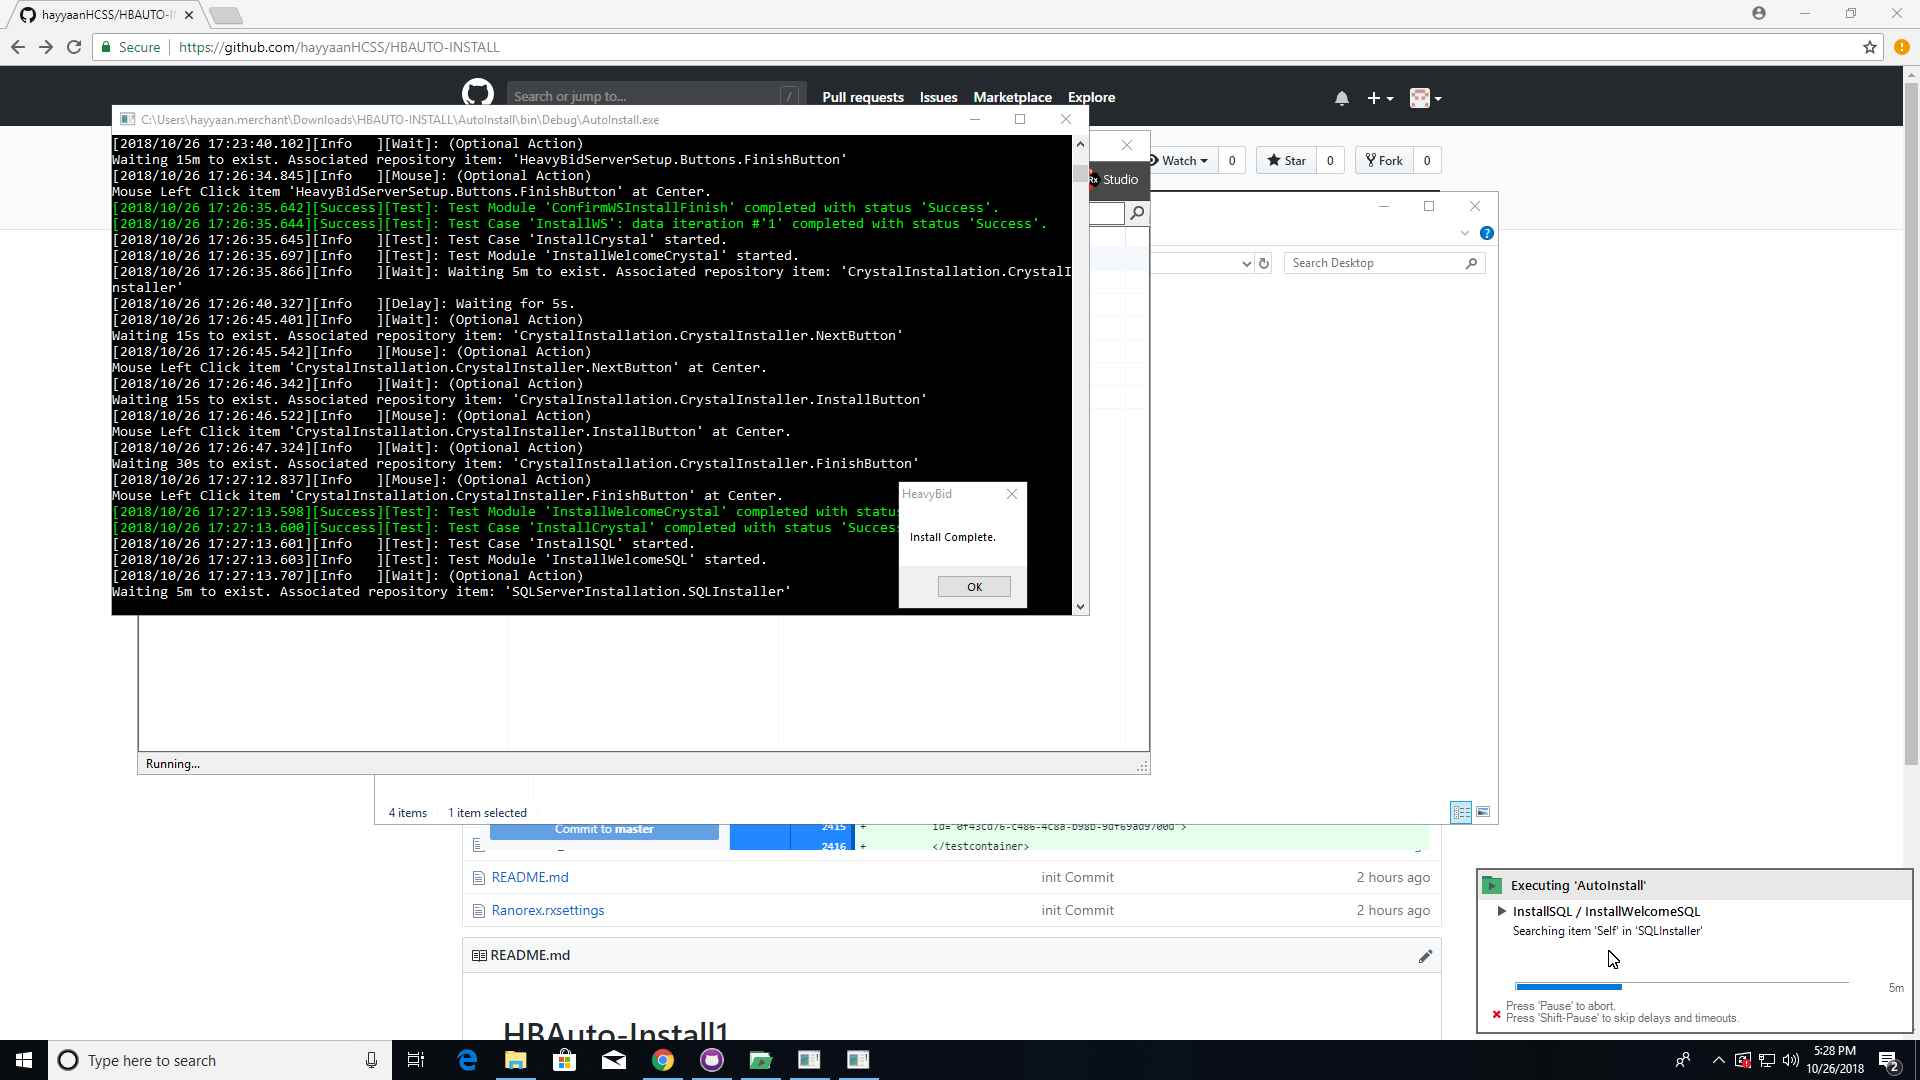 hayyaanHCSS/HBAUTO-I
Secure
https://github.com/hayyaanHCSS/HBAUTO-INSTALL
Search or jump to...
/
Pull requests
Issues
Marketplace
Explore
C:\Users\hayyaan.merchant\Downloads\HBAUTO-INSTALL\AutoInstall\bin\Debug\AutoInstall.exe
[2018/10/26 17:23:40.102][Info   ][Wait]: (Optional Action)
Waiting 15m to exist. Associated repository item: 'HeavyBidServerSetup.Buttons.FinishButton'
[2018/10/26 17:26:34.845][Info   ][Mouse]: (Optional Action)
Mouse Left Click item 'HeavyBidServerSetup.Buttons.FinishButton' at Center.
[2018/10/26 17:26:35.642][Success][Test]: Test Module 'ConfirmWSInstallFinish' completed with status 'Success'.
[2018/10/26 17:26:35.644][Success][Test]: Test Case 'InstallWS': data iteration #'1' completed with status 'Success'.
[2018/10/26 17:26:35.645][Info   ][Test]: Test Case 'InstallCrystal' started.
[2018/10/26 17:26:35.697][Info   ][Test]: Test Module 'InstallWelcomeCrystal' started.
[2018/10/26 17:26:35.866][Info   ][Wait]: Waiting 5m to exist. Associated repository item: 'CrystalInstallation.CrystalI
nstaller'
[2018/10/26 17:26:40.327][Info   ][Delay]: Waiting for 5s.
[2018/10/26 17:26:45.401][Info   ][Wait]: (Optional Action)
Waiting 15s to exist. Associated repository item: 'CrystalInstallation.CrystalInstaller.NextButton'
[2018/10/26 17:26:45.542][Info   ][Mouse]: (Optional Action)
Mouse Left Click item 'CrystalInstallation.CrystalInstaller.NextButton' at Center.
[2018/10/26 17:26:46.342][Info   ][Wait]: (Optional Action)
Waiting 15s to exist. Associated repository item: 'CrystalInstallation.CrystalInstaller.InstallButton'
[2018/10/26 17:26:46.522][Info   ][Mouse]: (Optional Action)
Mouse Left Click item 'CrystalInstallation.CrystalInstaller.InstallButton' at Center.
[2018/10/26 17:26:47.324][Info   ][Wait]: (Optional Action)
Waiting 30s to exist. Associated repository item: 'CrystalInstallation.CrystalInstaller.FinishButton'
[2018/10/26 17:27:12.837][Info   ][Mouse]: (Optional Action)
Mouse Left Click item 'CrystalInstallation.CrystalInstaller.FinishButton' at Center.
[2018/10/26 17:27:13.598][Success][Test]: Test Module 'InstallWelcomeCrystal' completed with statu
[2018/10/26 17:27:13.600][Success][Test]: Test Case 'InstallCrystal' completed with status 'Succes
[2018/10/26 17:27:13.601][Info   ][Test]: Test Case 'InstallSQL' started.
[2018/10/26 17:27:13.603][Info   ][Test]: Test Module 'InstallWelcomeSQL' started.
[2018/10/26 17:27:13.707][Info   ][Wait]: (Optional Action)
Waiting 5m to exist. Associated repository item: 'SQLServerInstallation.SQLInstaller'
Watch
0
Star
0
Fork
0
Rx Studio
Search Desktop
HeavyBid
Install Complete.
OK
Running...
4 items
1 item selected
Commit to master
2415
+
2416
+
</testcontainer>
README.md
init Commit
2 hours ago
Ranorex.rxsettings
init Commit
2 hours ago
README.md
HBAuto-Install1
Executing 'AutoInstall'
InstallSQL / InstallWelcomeSQL
Searching item 'Self' in 'SQLInstaller'
5m
Press 'Pause' to abort.
Press 'Shift-Pause' to skip delays and timeouts.
Type here to search
5:28 PM
10/26/2018
2